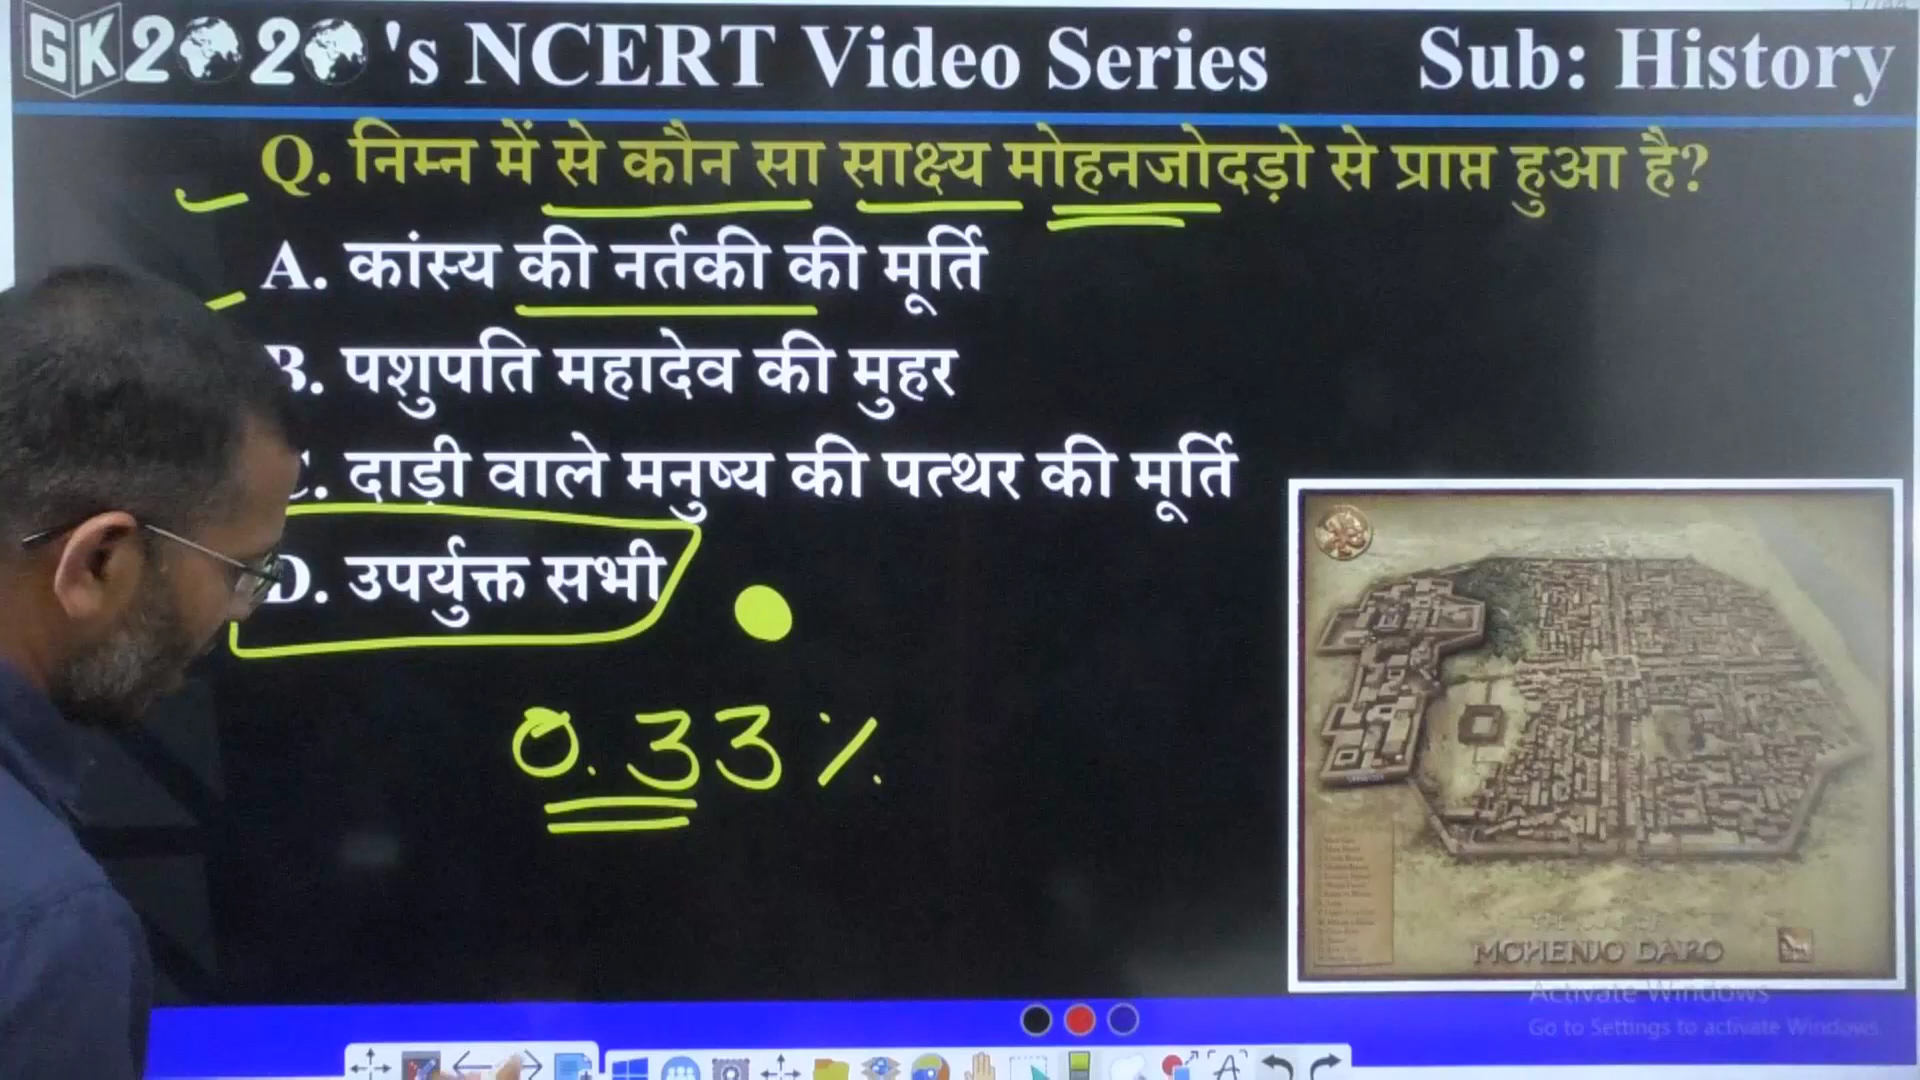 GK2020's NCERT Video Series Sub: History
Q. निम्न में से कौन सा साक्ष्य मोहनजोदड़ो से प्राप्त हुआ है?
A. कांस्य की नर्तकी की मूर्ति
B. पशुपति महादेव की मुहर
C. दाड़ी वाले मनुष्य की पत्थर की मूर्ति
D. उपर्युक्त सभी
0.33%
MOHENJO DARO
Activate Windows
Go to Settings to activate Windows.